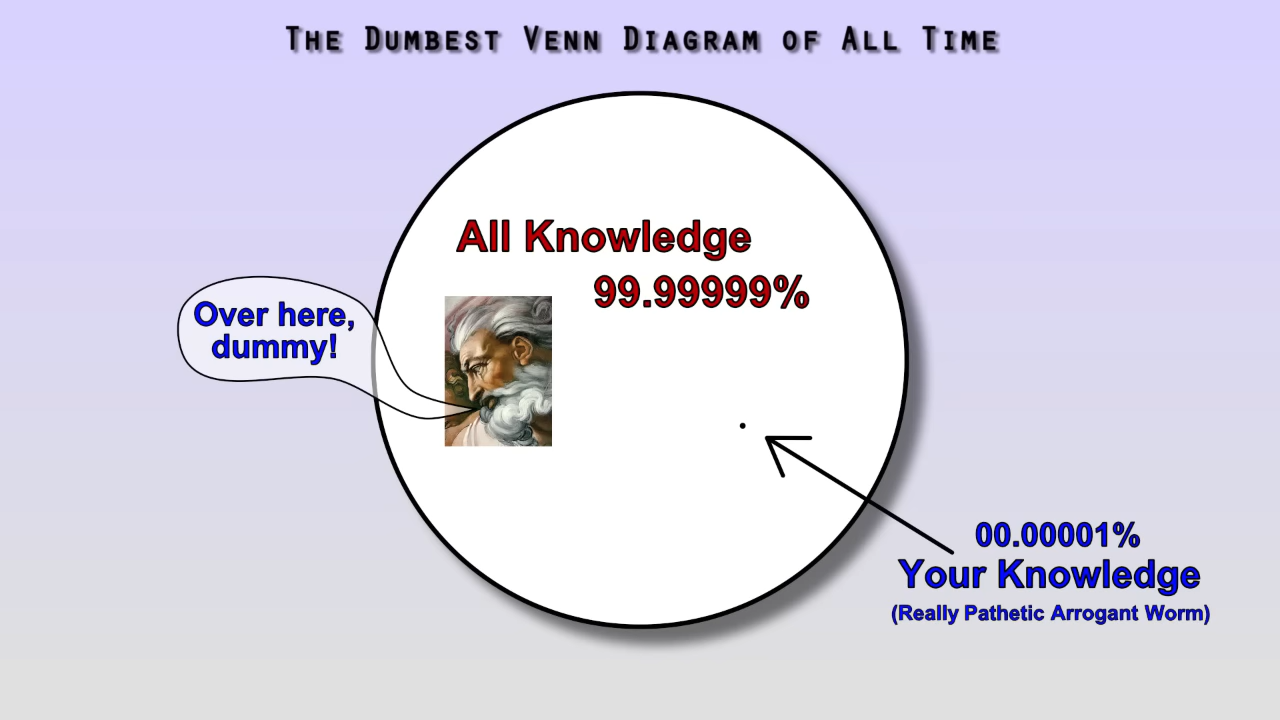 The Dumbest Venn Diagram of All Time
All Knowledge
99.99999%
Over here,
dummy!
00.00001%
Your Knowledge
(Really Pathetic Arrogant Worm)